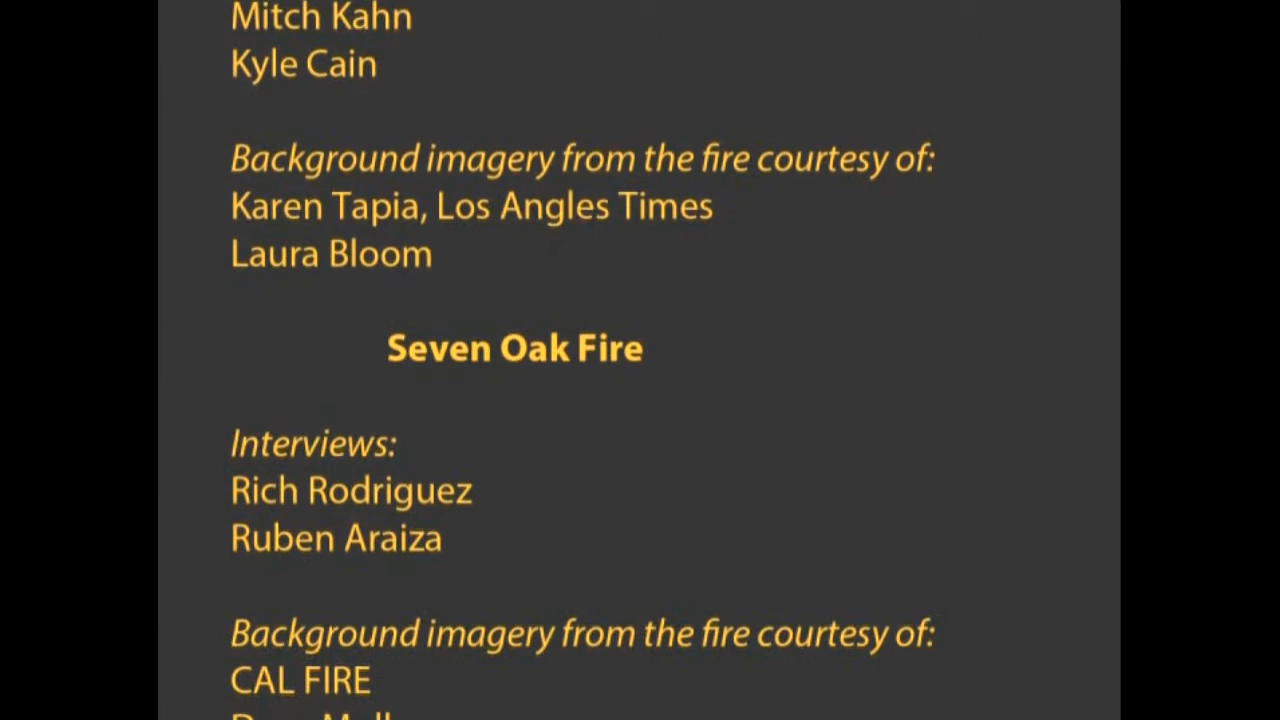 Mitch Kahn
Kyle Cain
Background imagery from the fire courtesy of:
Karen Tapia, Los Angles Times
Laura Bloom
Seven Oak Fire
Interviews:
Rich Rodriguez
Ruben Araiza
Background imagery from the fire courtesy of:
CAL FIRE